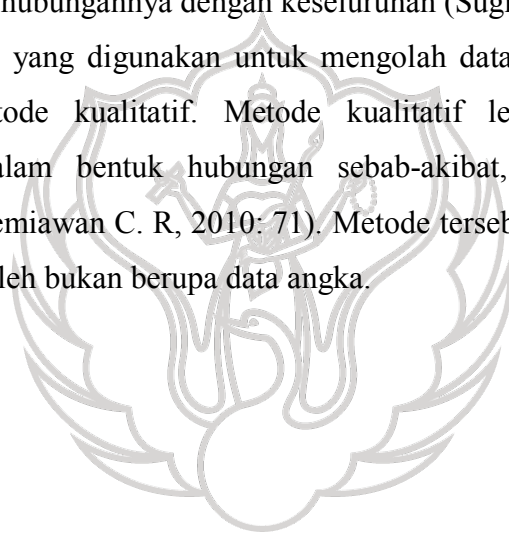 hubungannya dengan keseluruhan (Sug
yang digunakan untuk mengolah data
tode kualitatif. Metode kualitatif le
alam bentuk hubungan sebab-akibat,
emiawan C. R, 2010: 71). Metode terseb
leh bukan berupa data angka.